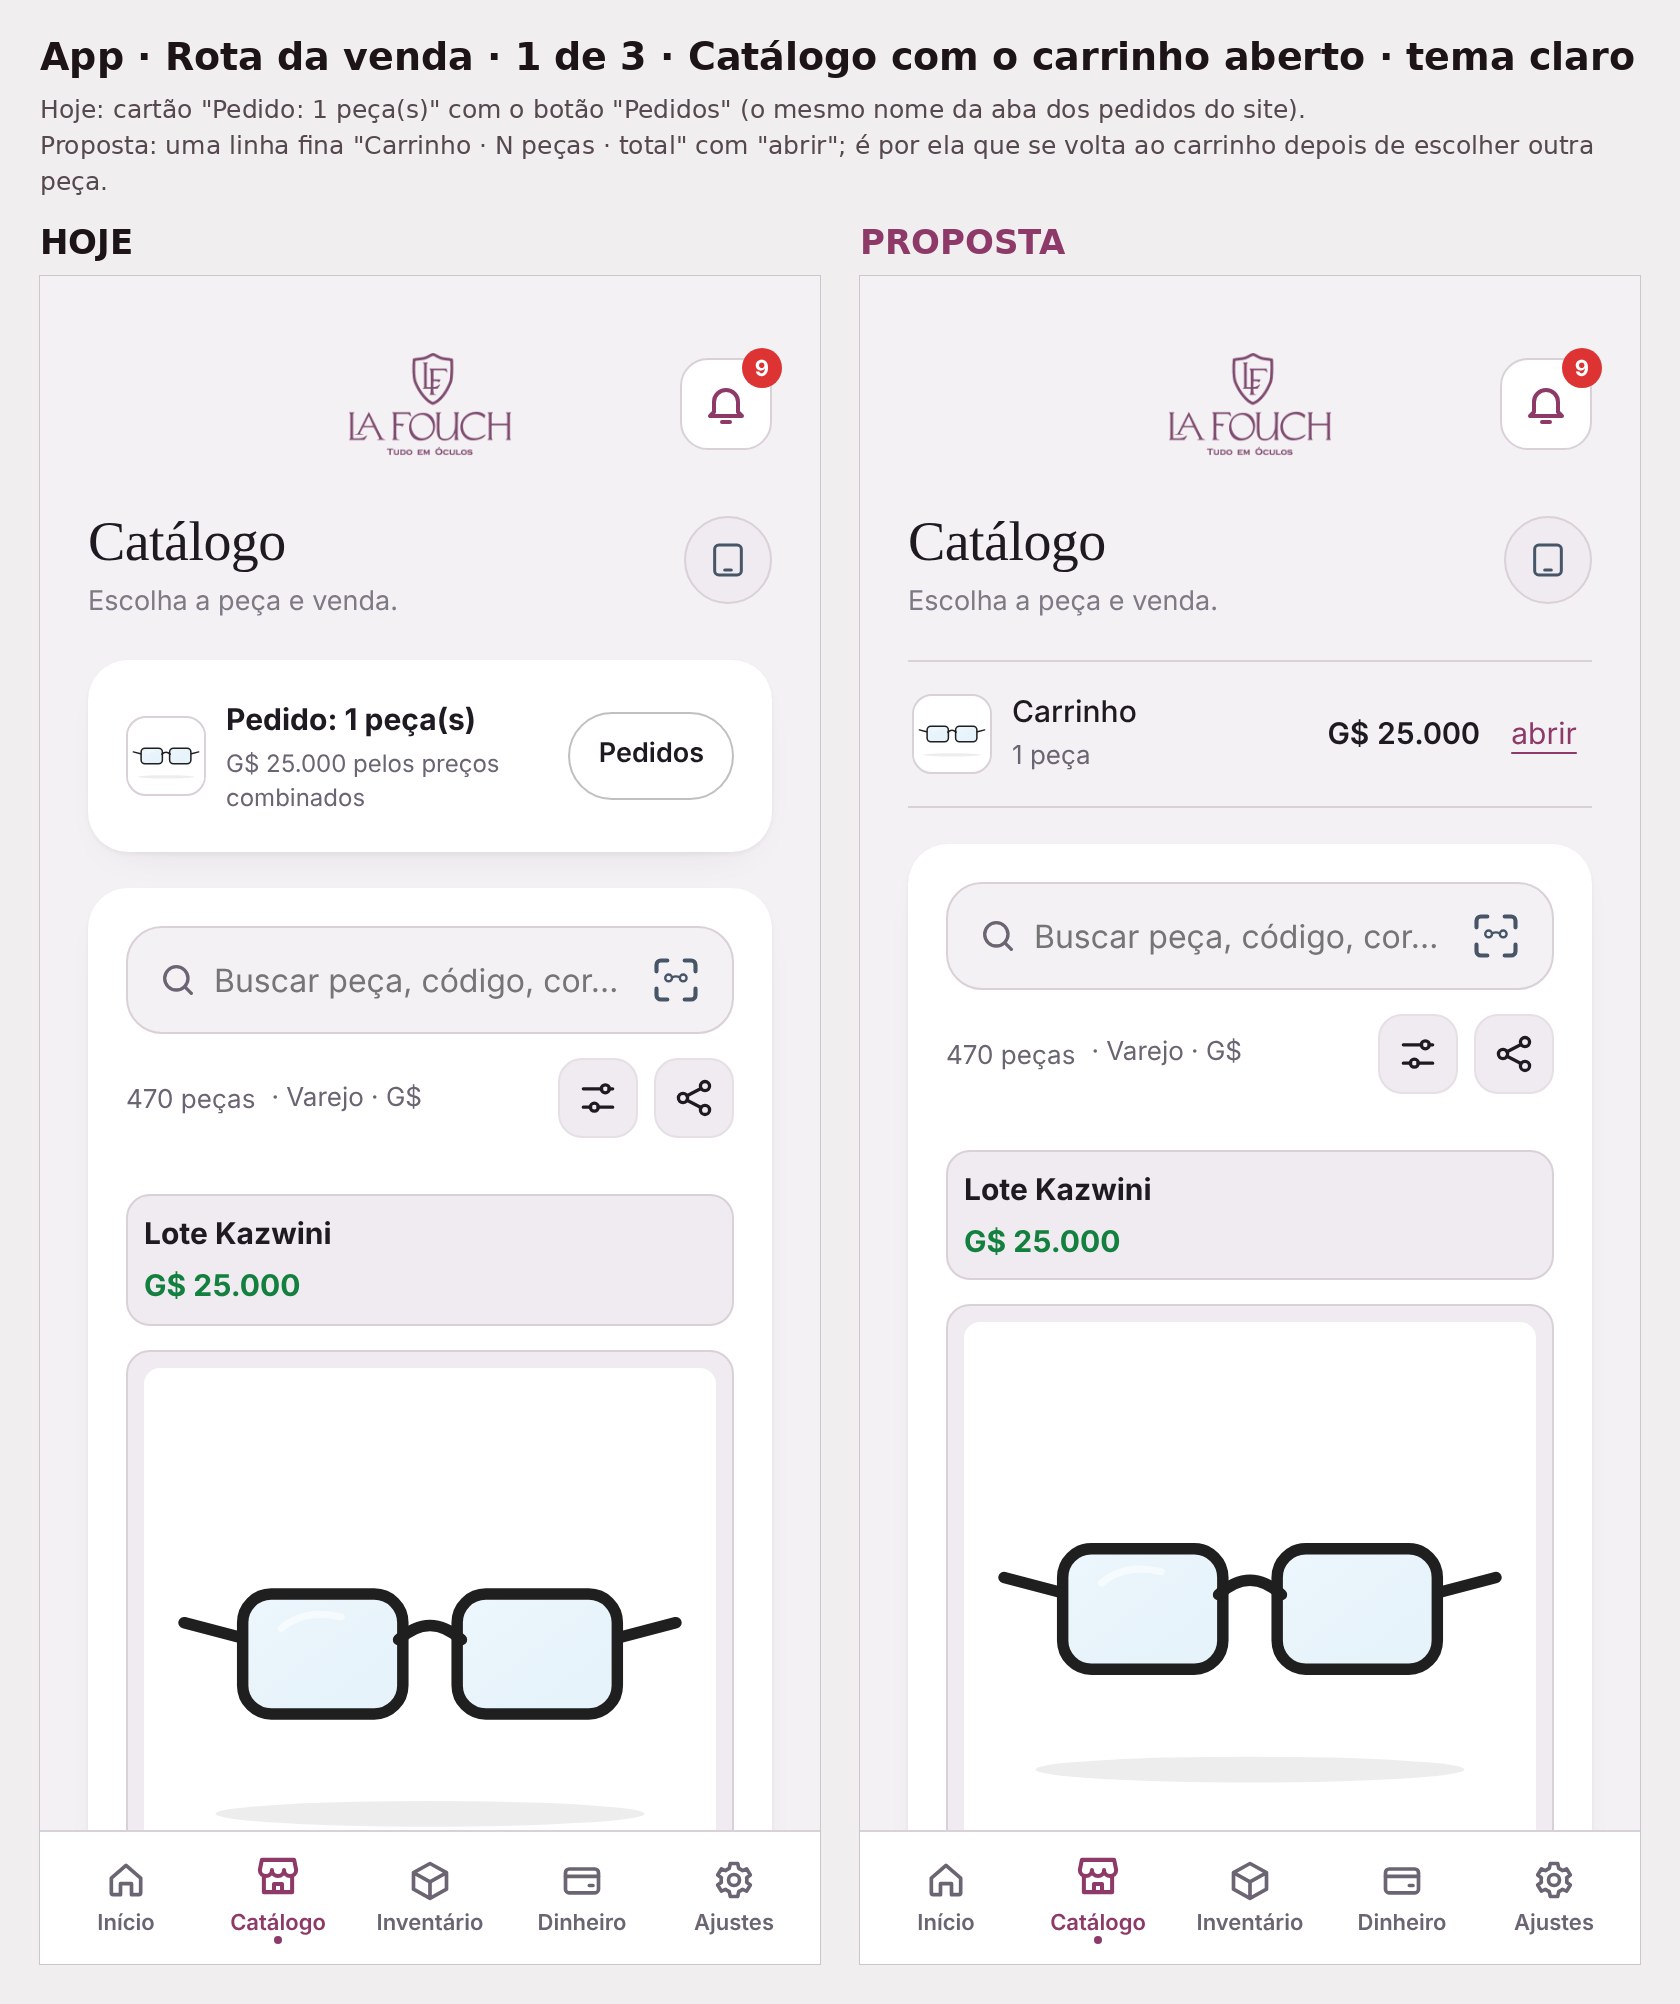 App · Rota da venda · 1 de 3 · Catálogo com o carrinho aberto · tema claro
Hoje: cartão "Pedido: 1 peça(s)" com o botão "Pedidos" (o mesmo nome da aba dos pedidos do site).
Proposta: uma linha fina "Carrinho · N peças · total" com "abrir"; é por ela que se volta ao carrinho depois de escolher outra
peça.
HOJE
LF
LA FOUCH
TUDO EM ÓCULOS
9
Catálogo
Escolha a peça e venda.
Pedido: 1 peça(s)
G$ 25.000 pelos preços
combinados
Pedidos
Buscar peça, código, cor...
470 peças · Varejo · G$
Lote Kazwini
G$ 25.000
Início
Catálogo
Inventário
Dinheiro
Ajustes
PROPOSTA
LF
LA FOUCH
TUDO EM ÓCULOS
9
Catálogo
Escolha a peça e venda.
Carrinho
1 peça
G$ 25.000
abrir
Buscar peça, código, cor...
470 peças · Varejo · G$
Lote Kazwini
G$ 25.000
Início
Catálogo
Inventário
Dinheiro
Ajustes